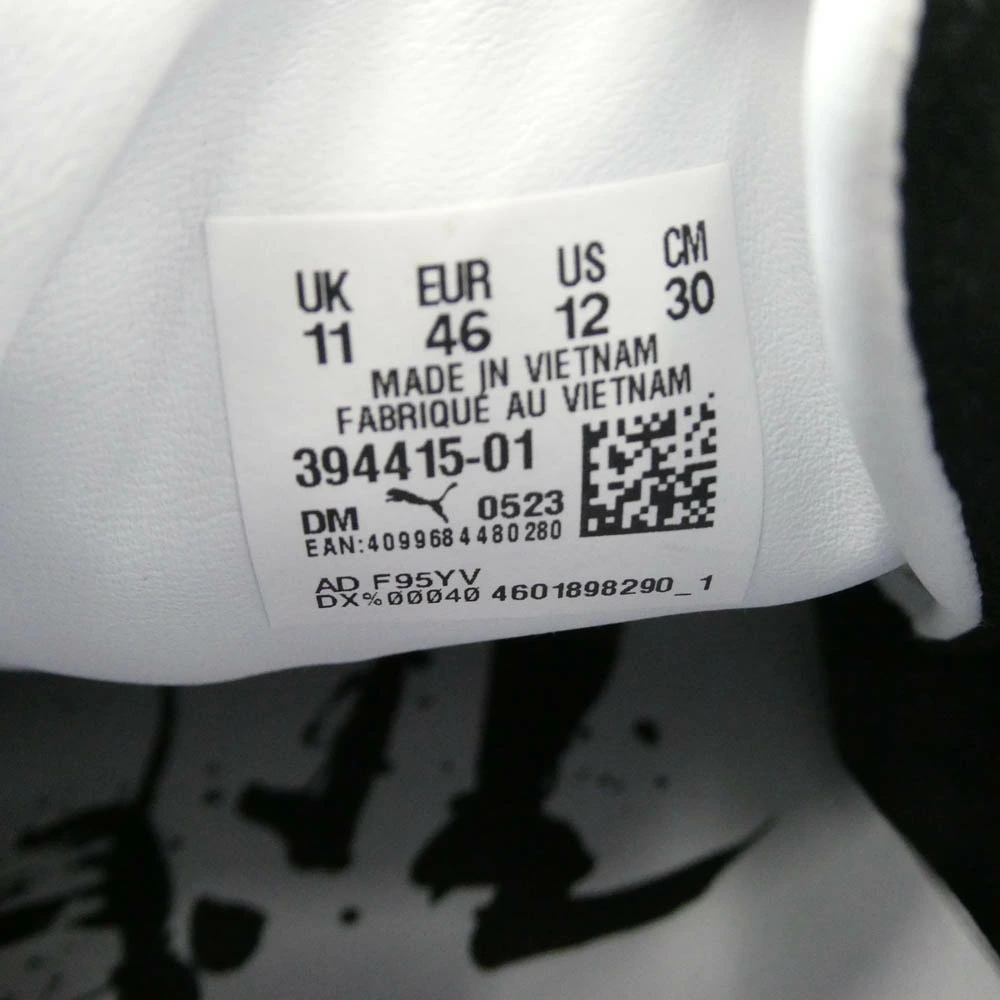 UK EUR US CM
11 46 12 30
MADE IN VIETNAM
FABRIQUÉ AU VIETNAM
394415-01
DM 0523
EAN:4099684480280
AD F95YV
DX%00040 4601898290_1